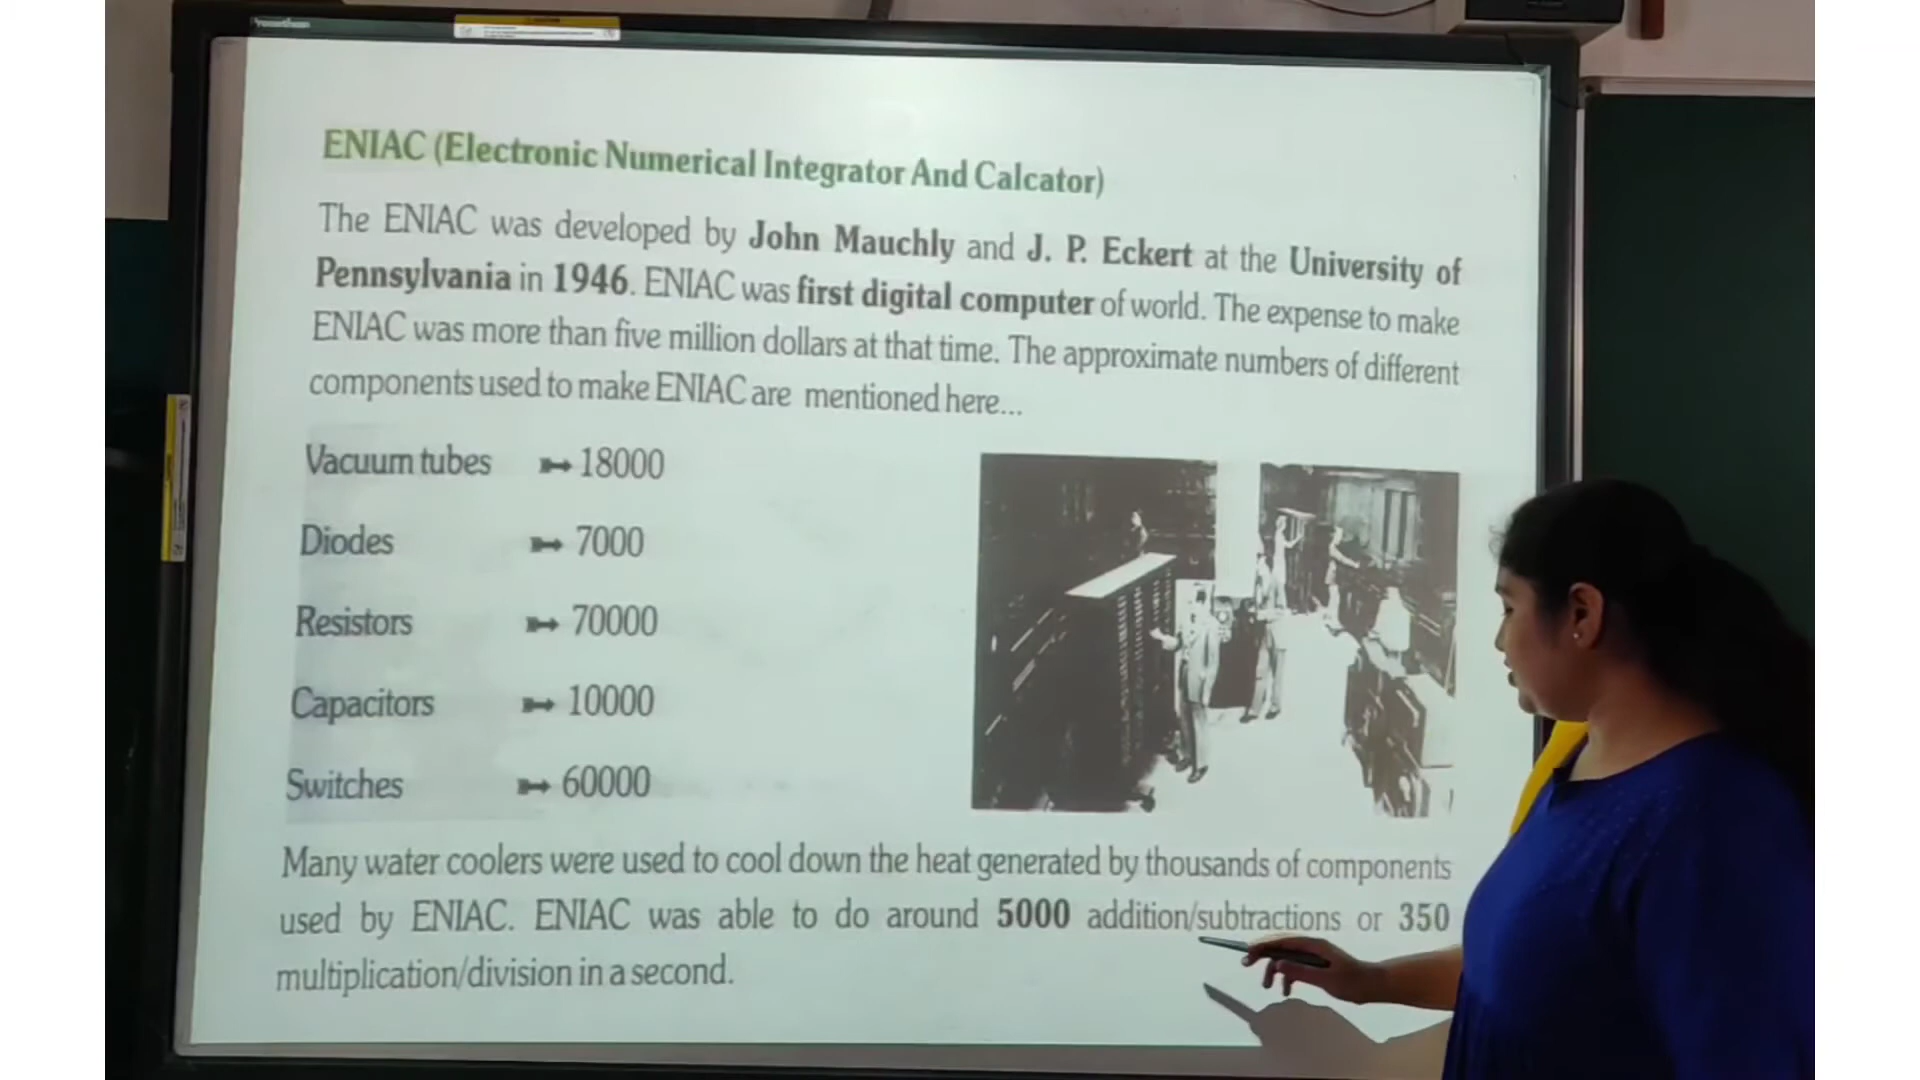 Promethean
ENIAC (Electronic Numerical Integrator And Calcator)
The ENIAC was developed by John Mauchly and J. P. Eckert at the University of
Pennsylvania in 1946. ENIAC was first digital computer of world. The expense to make
ENIAC was more than five million dollars at that time. The approximate numbers of different
components used to make ENIAC are mentioned here...
Vacuum tubes ➸ 18000
Diodes ➸ 7000
Resistors ➸ 70000
Capacitors ➸ 10000
Switches ➸ 60000
Many water coolers were used to cool down the heat generated by thousands of components
used by ENIAC. ENIAC was able to do around 5000 addition/subtractions or 350
multiplication/division in a second.